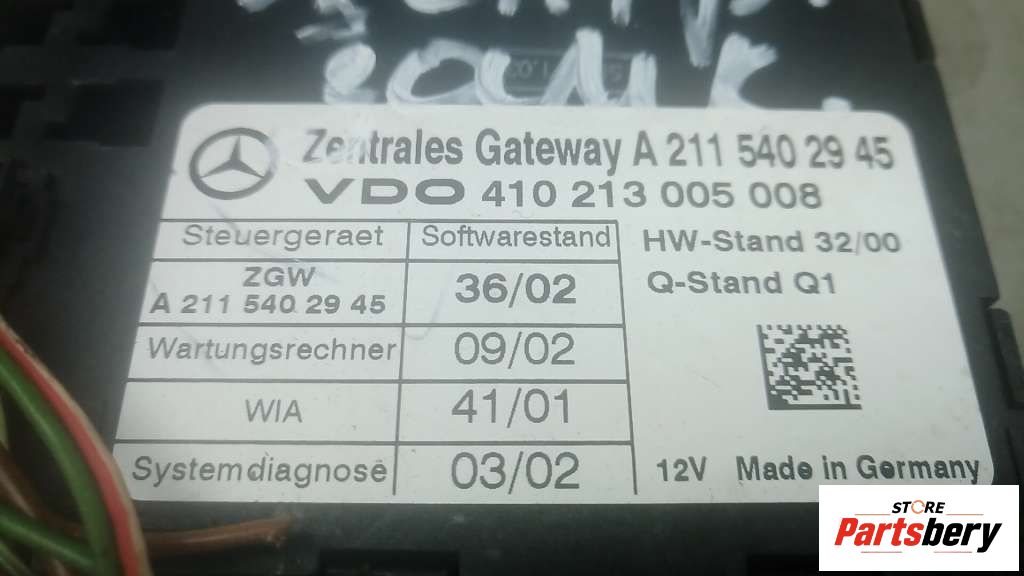 Zentrales Gateway A 211 540 29 45
VDO 410 213 005 008
Steuergeraet Softwarestand HW-Stand 32/00
ZGW
A 211 540 29 45 36/02 Q-Stand Q1
Wartungsrechner 09/02
WIA 41/01
Systemdiagnose 03/02 12V Made in Germany
STORE
Partsbery